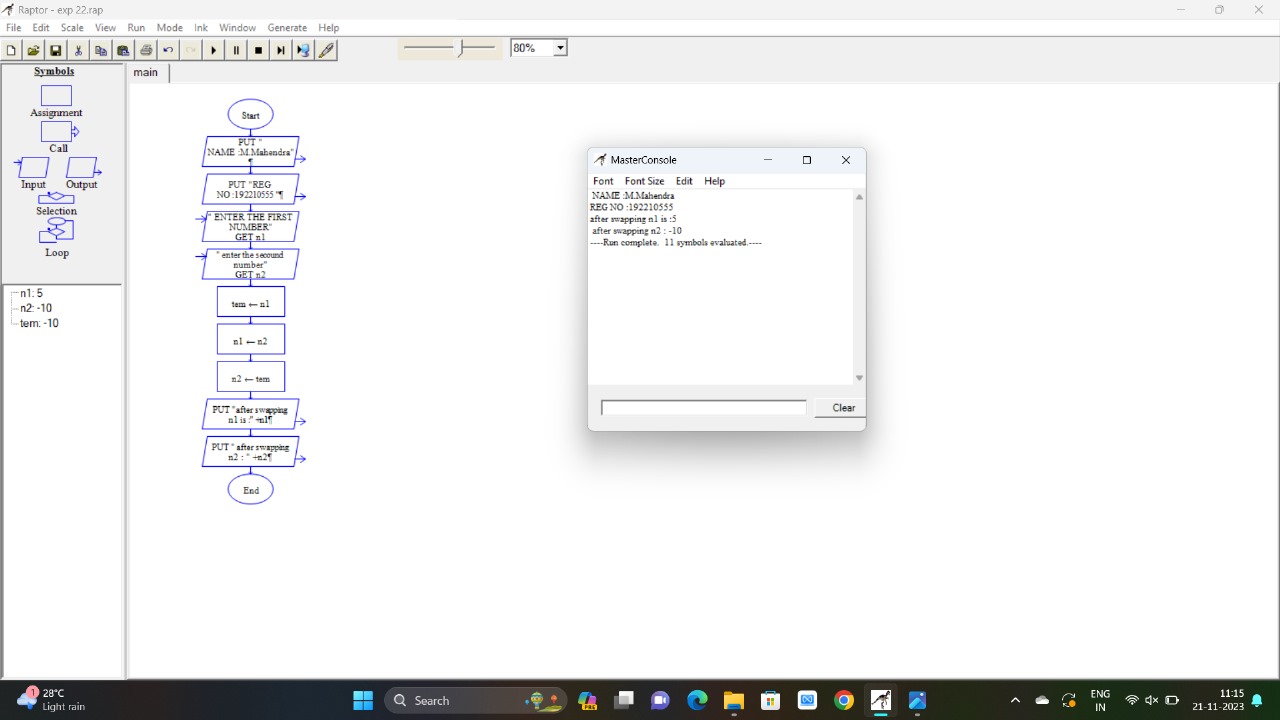 Raptor - exp 22.rap
File Edit Scale View Run Mode Ink Window Generate Help
80%
Symbols
Assignment
Call
Input Output
Selection
Loop
n1: 5
n2: -10
tem: -10
main
Start
PUT "
NAME :M.Mahendra"
¶
PUT "REG
NO :192210555 "¶
" ENTER THE FIRST
NUMBER"
GET n1
" enter the secound
number"
GET n2
tem ← n1
n1 ← n2
n2 ← tem
PUT "after swapping
n1 is :" +n1¶
PUT " after swapping
n2 : " +n2¶
End
MasterConsole
Font Font Size Edit Help
NAME :M.Mahendra
REG NO :192210555
after swapping n1 is :5
after swapping n2 : -10
----Run complete. 11 symbols evaluated.----
Clear
1
28°C
Light rain
Search
PRE
ENG
IN
11:15
21-11-2023